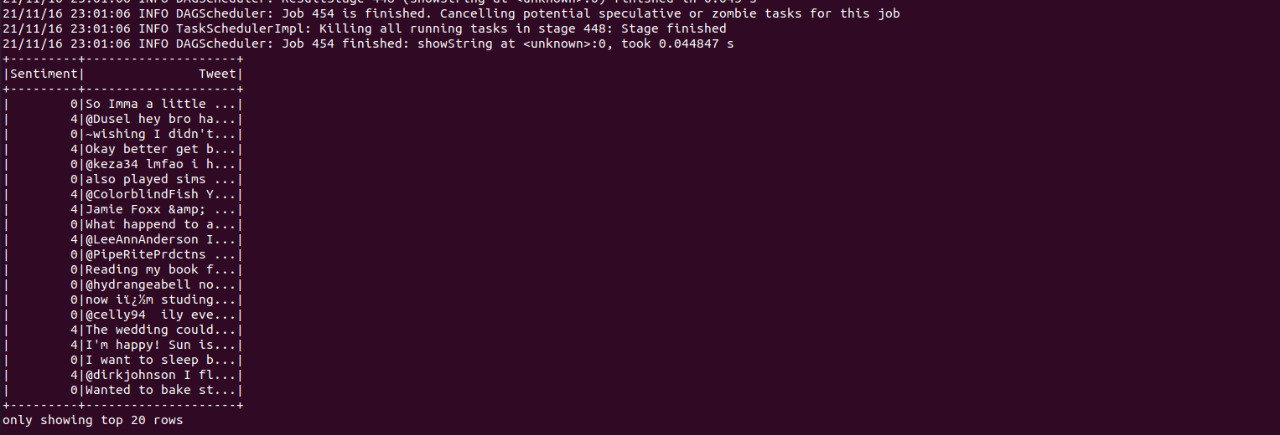 21/11/16 23:01:06 INFO DAGScheduler: ResultStage 448 (showString at <unknown>:0) finished in 0.043 s
21/11/16 23:01:06 INFO DAGScheduler: Job 454 is finished. Cancelling potential speculative or zombie tasks for this job
21/11/16 23:01:06 INFO TaskSchedulerImpl: Killing all running tasks in stage 448: Stage finished
21/11/16 23:01:06 INFO DAGScheduler: Job 454 finished: showString at <unknown>:0, took 0.044847 s
+---------+--------------------+
|Sentiment|               Tweet|
+---------+--------------------+
|        0|So Imma a little ...|
|        4|@Dusel hey bro ha...|
|        0|~wishing I didn't...|
|        4|Okay better get b...|
|        0|@keza34 lmfao i h...|
|        0|also played sims ...|
|        4|@ColorblindFish Y...|
|        4|Jamie Foxx &amp; ...|
|        0|What happend to a...|
|        4|@LeeAnnAnderson I...|
|        0|@PipeRitePrdctns ...|
|        0|Reading my book f...|
|        0|@hydrangeabell no...|
|        0|now iï¿½m studing...|
|        0|@celly94  ily eve...|
|        4|The wedding could...|
|        4|I'm happy! Sun is...|
|        0|I want to sleep b...|
|        4|@dirkjohnson I fl...|
|        0|Wanted to bake st...|
+---------+--------------------+
only showing top 20 rows